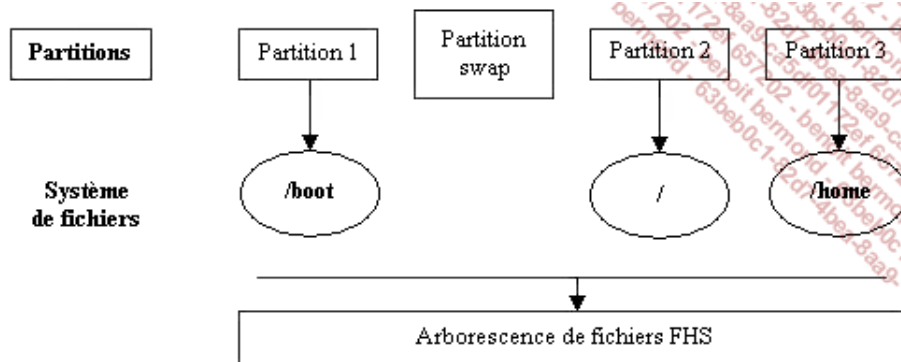 Partitions
Partition 1
Partition
swap
Partition 2
Partition 3
Système
de fichiers
/boot
/
/home
Arborescence de fichiers FHS